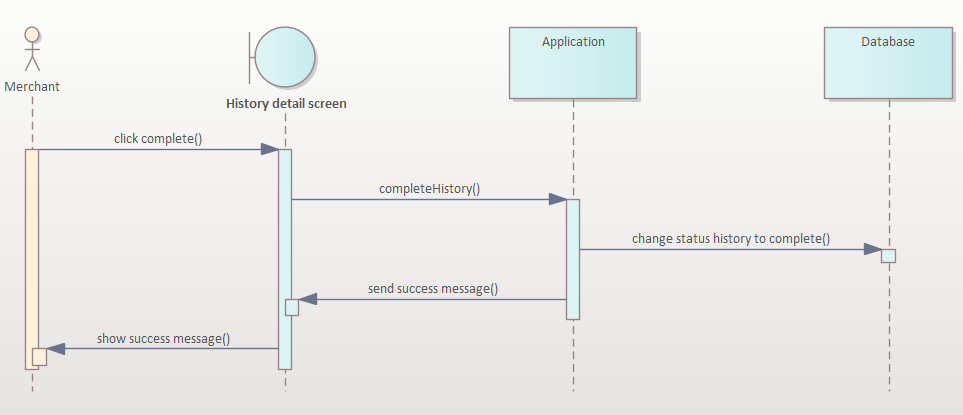 Merchant
History detail screen
Application
Database
click complete()
completeHistory()
change status history to complete()
send success message()
show success message()